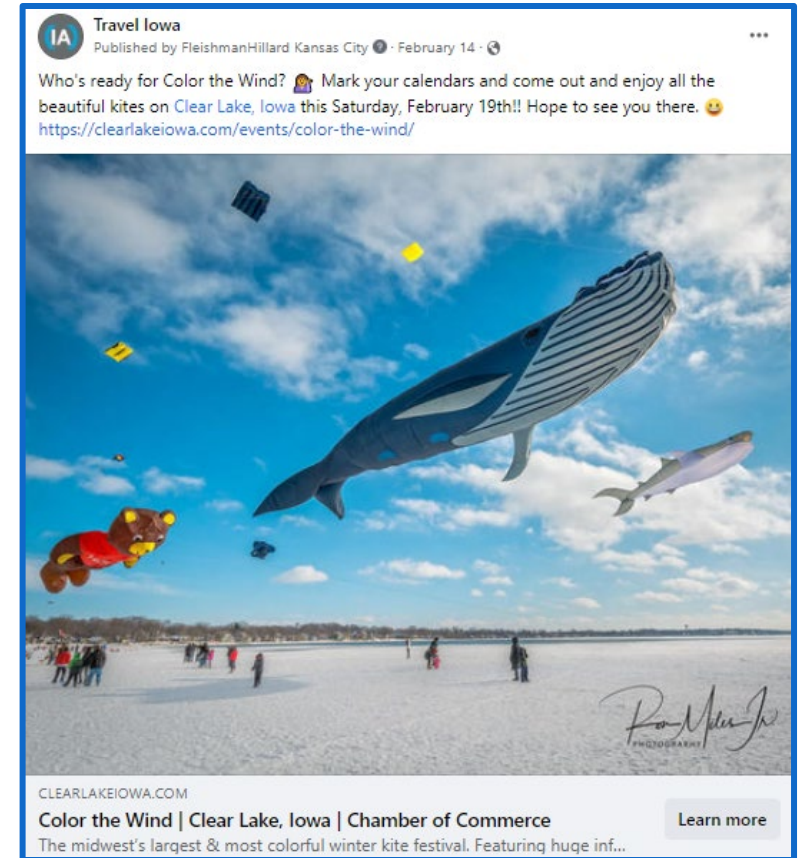 IA
Travel Iowa
Published by FleishmanHillard Kansas City · February 14 ·
Who's ready for Color the Wind? 🙋 Mark your calendars and come out and enjoy all the
beautiful kites on Clear Lake, Iowa this Saturday, February 19th!! Hope to see you there. 😀
https://clearlakeiowa.com/events/color-the-wind/
Ron Miles Jr
PHOTOGRAPHY
CLEARLAKEIOWA.COM
Color the Wind | Clear Lake, Iowa | Chamber of Commerce
Learn more
The midwest's largest & most colorful winter kite festival. Featuring huge inf...